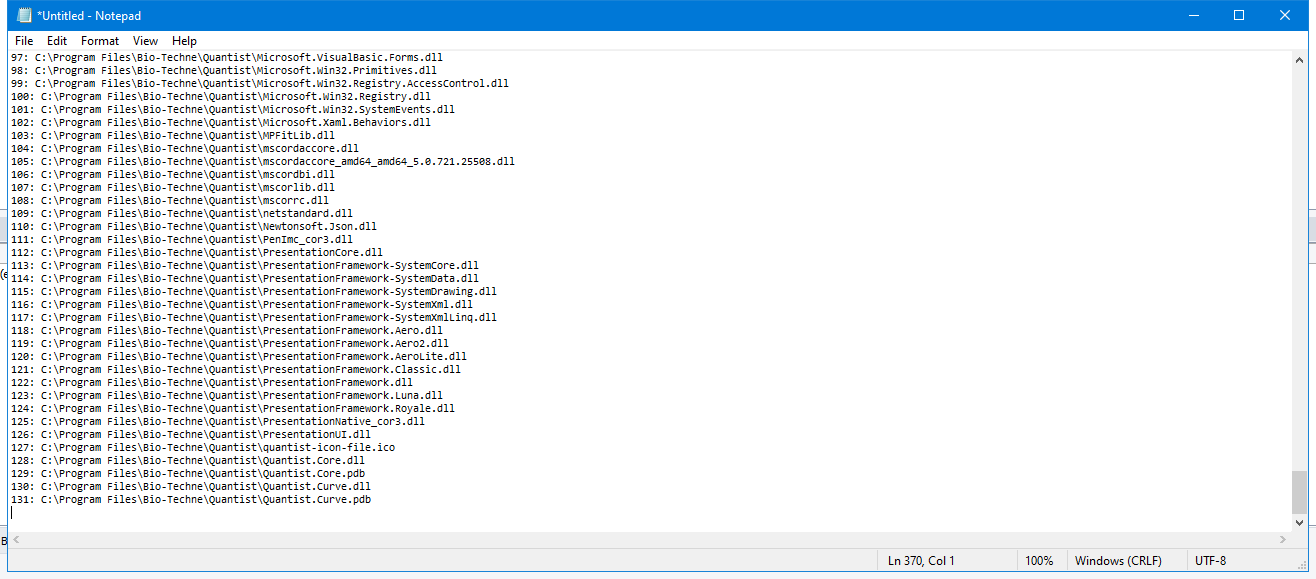 *Untitled - Notepad
File Edit Format View Help
97: C:\Program Files\Bio-Techne\Quantist\Microsoft.VisualBasic.Forms.dll
98: C:\Program Files\Bio-Techne\Quantist\Microsoft.Win32.Primitives.dll
99: C:\Program Files\Bio-Techne\Quantist\Microsoft.Win32.Registry.AccessControl.dll
100: C:\Program Files\Bio-Techne\Quantist\Microsoft.Win32.Registry.dll
101: C:\Program Files\Bio-Techne\Quantist\Microsoft.Win32.SystemEvents.dll
102: C:\Program Files\Bio-Techne\Quantist\Microsoft.Xaml.Behaviors.dll
103: C:\Program Files\Bio-Techne\Quantist\MPFitLib.dll
104: C:\Program Files\Bio-Techne\Quantist\mscordaccore.dll
105: C:\Program Files\Bio-Techne\Quantist\mscordaccore_amd64_amd64_5.0.721.25508.dll
106: C:\Program Files\Bio-Techne\Quantist\mscordbi.dll
107: C:\Program Files\Bio-Techne\Quantist\mscorlib.dll
108: C:\Program Files\Bio-Techne\Quantist\mscorrc.dll
109: C:\Program Files\Bio-Techne\Quantist\netstandard.dll
110: C:\Program Files\Bio-Techne\Quantist\Newtonsoft.Json.dll
111: C:\Program Files\Bio-Techne\Quantist\PenImc_cor3.dll
112: C:\Program Files\Bio-Techne\Quantist\PresentationCore.dll
113: C:\Program Files\Bio-Techne\Quantist\PresentationFramework-SystemCore.dll
114: C:\Program Files\Bio-Techne\Quantist\PresentationFramework-SystemData.dll
115: C:\Program Files\Bio-Techne\Quantist\PresentationFramework-SystemDrawing.dll
116: C:\Program Files\Bio-Techne\Quantist\PresentationFramework-SystemXml.dll
117: C:\Program Files\Bio-Techne\Quantist\PresentationFramework-SystemXmlLinq.dll
118: C:\Program Files\Bio-Techne\Quantist\PresentationFramework.Aero.dll
119: C:\Program Files\Bio-Techne\Quantist\PresentationFramework.Aero2.dll
120: C:\Program Files\Bio-Techne\Quantist\PresentationFramework.AeroLite.dll
121: C:\Program Files\Bio-Techne\Quantist\PresentationFramework.Classic.dll
122: C:\Program Files\Bio-Techne\Quantist\PresentationFramework.dll
123: C:\Program Files\Bio-Techne\Quantist\PresentationFramework.Luna.dll
124: C:\Program Files\Bio-Techne\Quantist\PresentationFramework.Royale.dll
125: C:\Program Files\Bio-Techne\Quantist\PresentationNative_cor3.dll
126: C:\Program Files\Bio-Techne\Quantist\PresentationUI.dll
127: C:\Program Files\Bio-Techne\Quantist\quantist-icon-file.ico
128: C:\Program Files\Bio-Techne\Quantist\Quantist.Core.dll
129: C:\Program Files\Bio-Techne\Quantist\Quantist.Core.pdb
130: C:\Program Files\Bio-Techne\Quantist\Quantist.Curve.dll
131: C:\Program Files\Bio-Techne\Quantist\Quantist.Curve.pdb
Ln 370, Col 1 100% Windows (CRLF) UTF-8